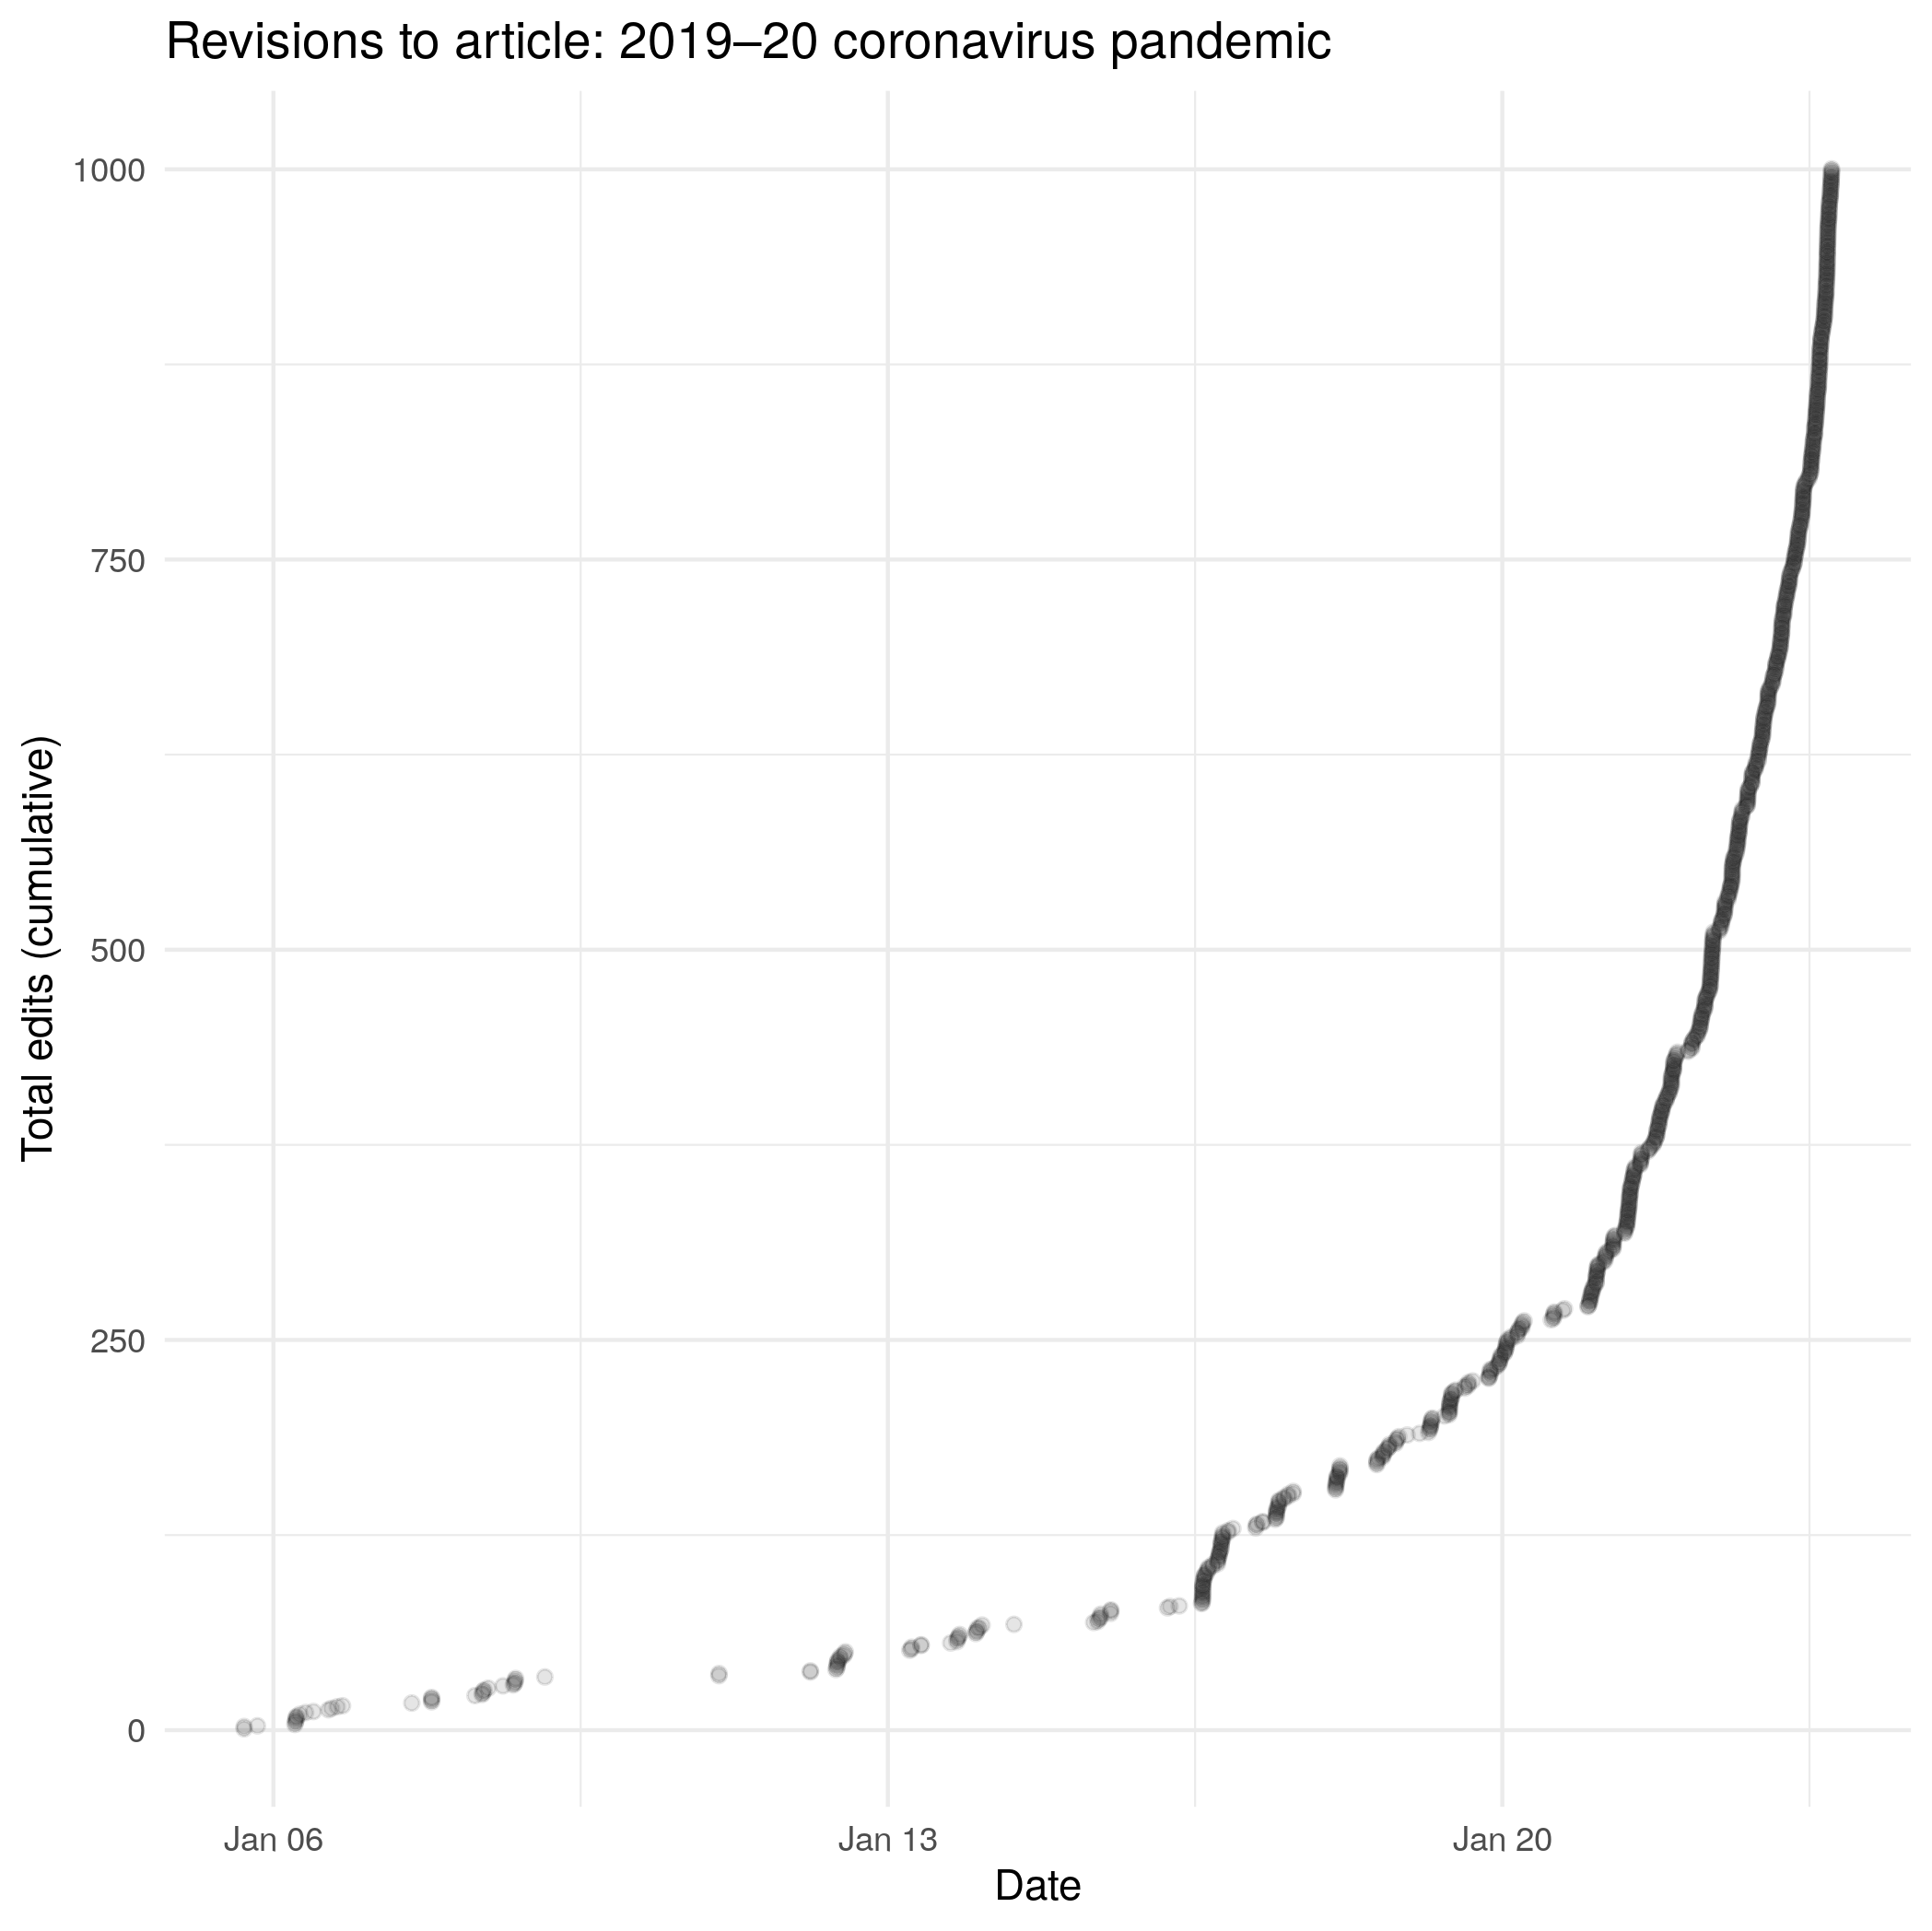 Revisions to article: 2019–20 coronavirus pandemic
Total edits (cumulative)
1000
750
500
250
0
Jan 06
Jan 13
Jan 20
Date